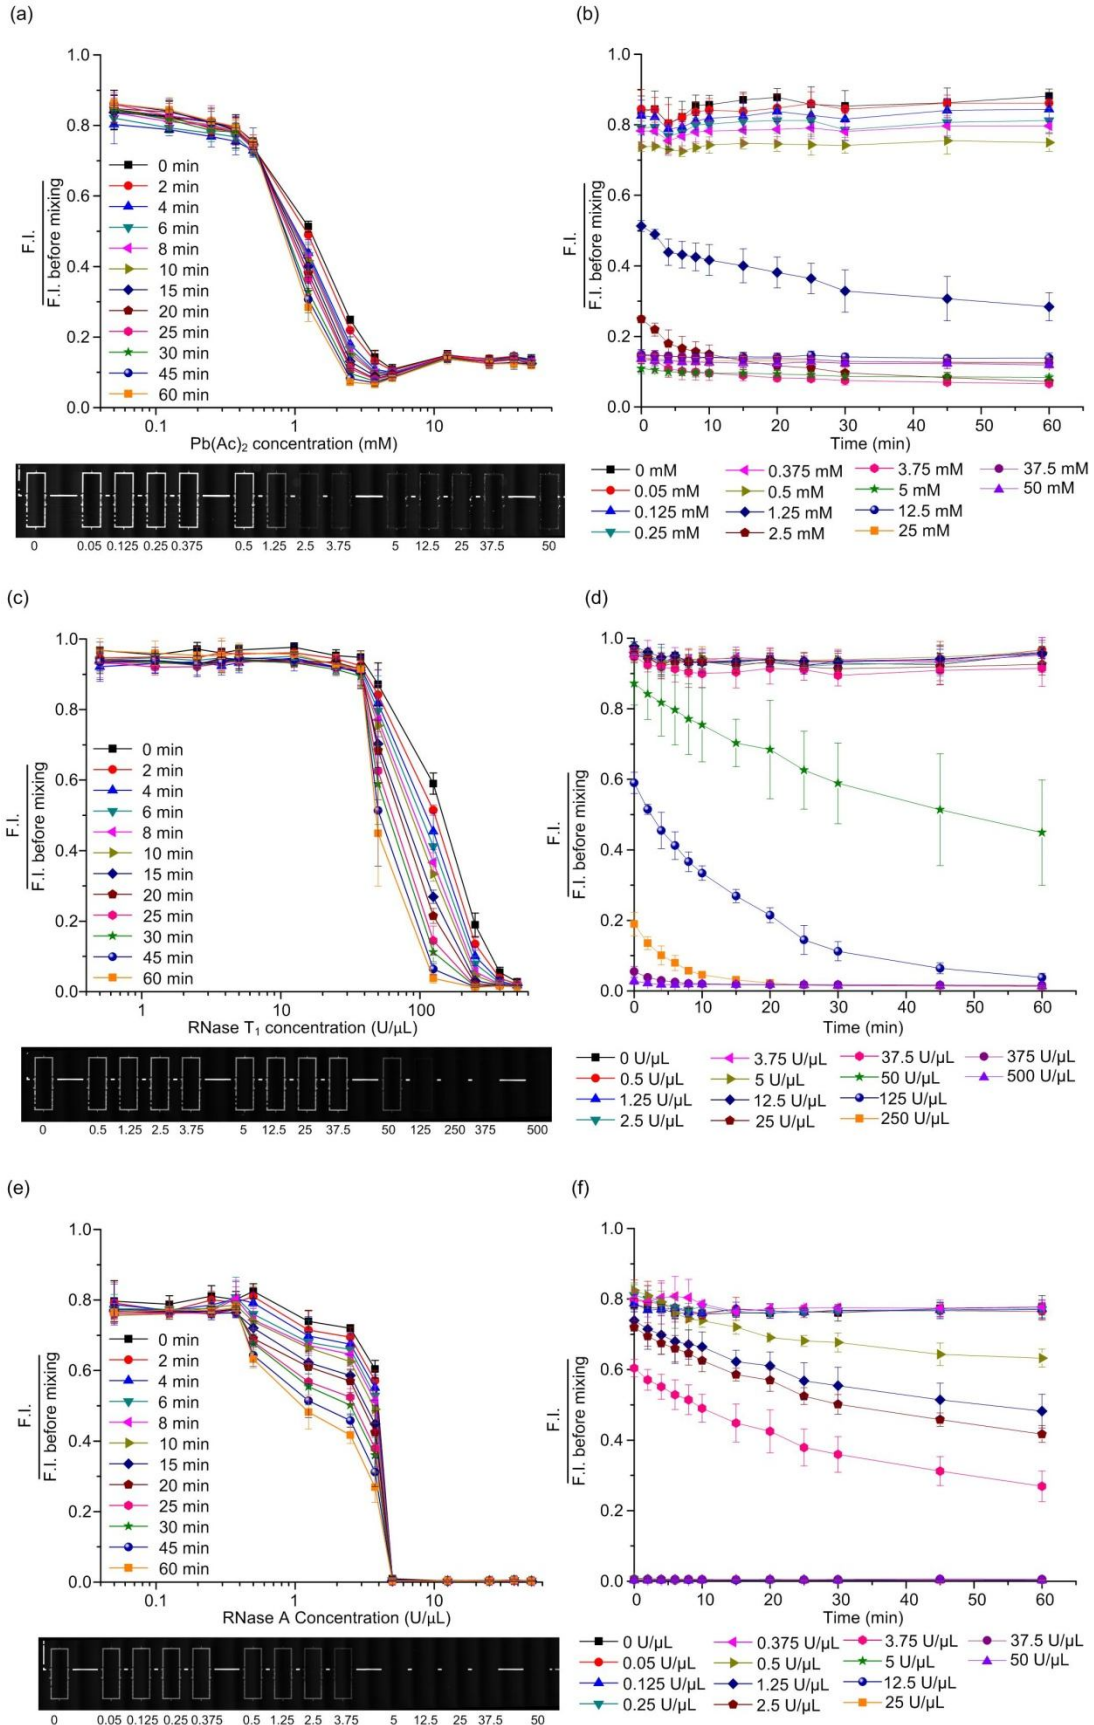 (a)
1.0
0.8
0.6
0.4
0.2
0.0
F.I.
F.I. before mixing
0 min
2 min
4 min
6 min
8 min
10 min
15 min
20 min
25 min
30 min
45 min
60 min
0.1
1
10
Pb(Ac)₂ concentration (mM)
0
0.05
0.125
0.25
0.375
0.5
1.25
2.5
3.75
5
12.5
25
37.5
50
(b)
1.0
0.8
0.6
0.4
0.2
0.0
F.I.
F.I. before mixing
0
10
20
30
40
50
60
Time (min)
0 mM
0.05 mM
0.125 mM
0.25 mM
0.375 mM
0.5 mM
1.25 mM
2.5 mM
3.75 mM
5 mM
12.5 mM
25 mM
37.5 mM
50 mM
(c)
1.0
0.8
0.6
0.4
0.2
0.0
F.I.
F.I. before mixing
0 min
2 min
4 min
6 min
8 min
10 min
15 min
20 min
25 min
30 min
45 min
60 min
1
10
100
RNase T₁ concentration (U/µL)
0
0.5
1.25
2.5
3.75
5
12.5
25
37.5
50
125
250
375
500
(d)
1.0
0.8
0.6
0.4
0.2
0.0
F.I.
F.I. before mixing
0
10
20
30
40
50
60
Time (min)
0 U/µL
0.5 U/µL
1.25 U/µL
2.5 U/µL
3.75 U/µL
5 U/µL
12.5 U/µL
25 U/µL
37.5 U/µL
50 U/µL
125 U/µL
250 U/µL
375 U/µL
500 U/µL
(e)
1.0
0.8
0.6
0.4
0.2
0.0
F.I.
F.I. before mixing
0 min
2 min
4 min
6 min
8 min
10 min
15 min
20 min
25 min
30 min
45 min
60 min
0.1
1
10
RNase A Concentration (U/µL)
0
0.05
0.125
0.25
0.375
0.5
1.25
2.5
3.75
5
12.5
25
37.5
50
(f)
1.0
0.8
0.6
0.4
0.2
0.0
F.I.
F.I. before mixing
0
10
20
30
40
50
60
Time (min)
0 U/µL
0.05 U/µL
0.125 U/µL
0.25 U/µL
0.375 U/µL
0.5 U/µL
1.25 U/µL
2.5 U/µL
3.75 U/µL
5 U/µL
12.5 U/µL
25 U/µL
37.5 U/µL
50 U/µL